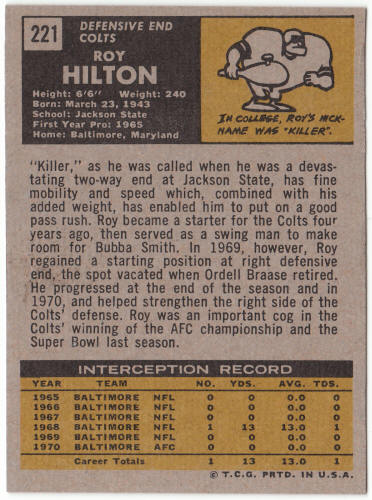 221
DEFENSIVE END
COLTS
ROY
HILTON
Height: 6'6" Weight: 240
Born: March 23, 1943
School: Jackson State
First Year Pro: 1965
Home: Baltimore, Maryland
IN COLLEGE, ROY'S NICK-
NAME WAS "KILLER".
"Killer," as he was called when he was a devas-
tating two-way end at Jackson State, has fine
mobility and speed which, combined with his
added weight, has enabled him to put on a good
pass rush. Roy became a starter for the Colts four
years ago, then served as a swing man to make
room for Bubba Smith. In 1969, however, Roy
regained a starting position at right defensive
end, the spot vacated when Ordell Braase retired.
He progressed at the end of the season and in
1970, and helped strengthen the right side of the
Colts' defense. Roy was an important cog in the
Colts' winning of the AFC championship and the
Super Bowl last season.
INTERCEPTION RECORD
YEAR TEAM NO. YDS. AVG. TDS.
1965 BALTIMORE NFL 0 0 0.0 0
1966 BALTIMORE NFL 0 0 0.0 0
1967 BALTIMORE NFL 0 0 0.0 0
1968 BALTIMORE NFL 1 13 13.0 1
1969 BALTIMORE NFL 0 0 0.0 0
1970 BALTIMORE AFC 0 0 0.0 0
Career Totals 1 13 13.0 1
© T.C.G. PRTD. IN U.S.A.